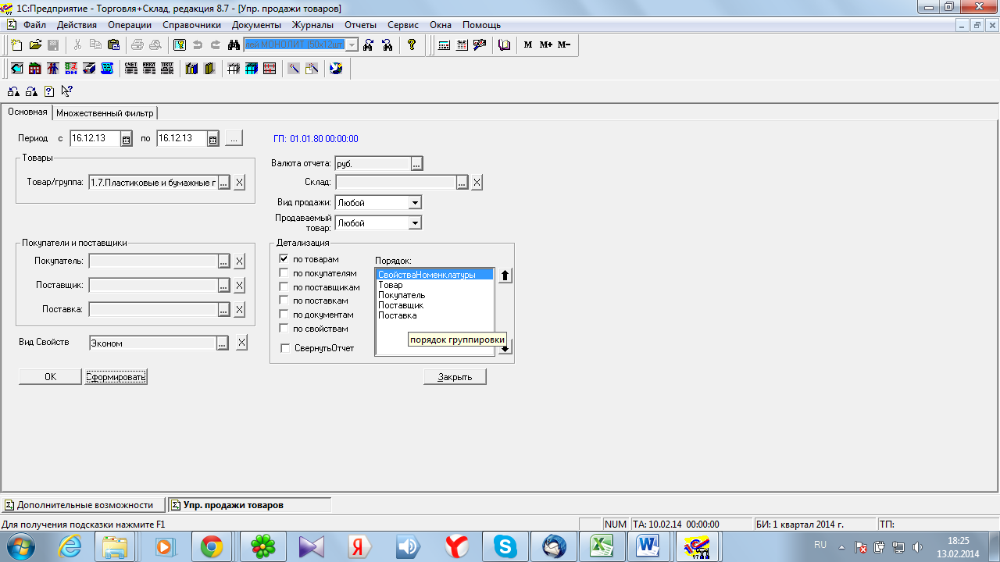 1С:Предприятие - Торговля+Склад, редакция 8.7 - [Упр. продажи товаров]
Файл Действия Операции Справочники Документы Журналы Отчеты Сервис Окна Помощь
лей МОНОЛИТ (50х12шт
M M+ M−
Основная Множественный фильтр
Период с 16.12.13 по 16.12.13 ... ГП: 01.01.80 00:00:00
Товары
Валюта отчета: руб. ...
Товар/группа: 1.7.Пластиковые и бумажные г ... X
Склад: ... X
Вид продажи: Любой
Продаваемый
товар: Любой
Покупатели и поставщики
Покупатель: ... X
Поставщик: ... X
Поставка: ... X
Вид Свойств Эконом ... X
Детализация
по товарам
по покупателям
по поставщикам
по поставкам
по документам
по свойствам
СвернутьОтчет
Порядок:
СвойстваНоменклатуры
Товар
Покупатель
Поставщик
Поставка
порядок группировки
OK Сформировать Закрыть
Дополнительные возможности Упр. продажи товаров
Для получения подсказки нажмите F1 NUM ТА: 10.02.14 00:00:00 БИ: 1 квартал 2014 г. ТП:
RU 18:25
13.02.2014